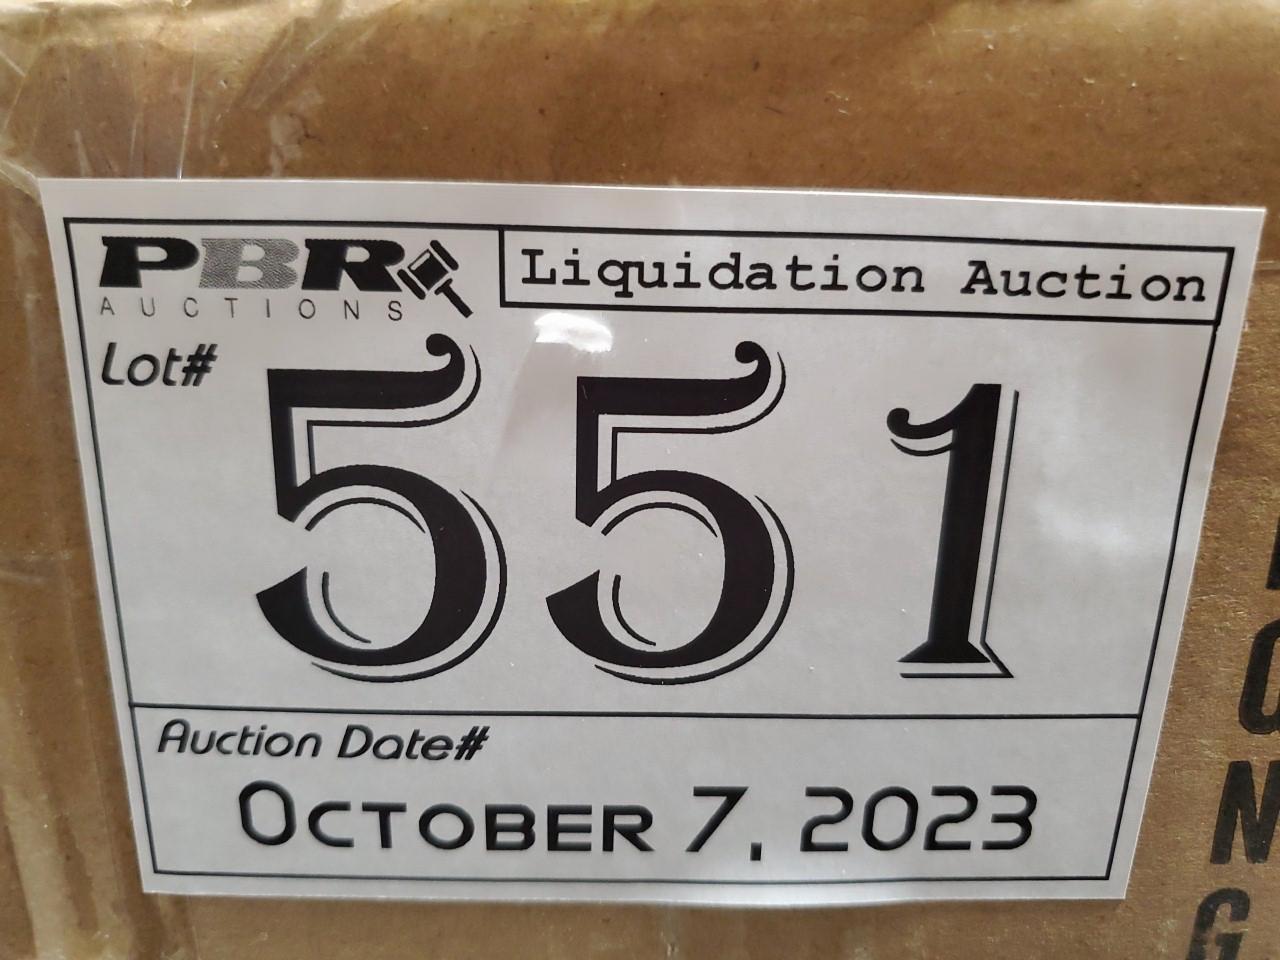 PBR
AUCTIONS
Liquidation Auction
Lot#
551
Auction Date#
OCTOBER 7, 2023